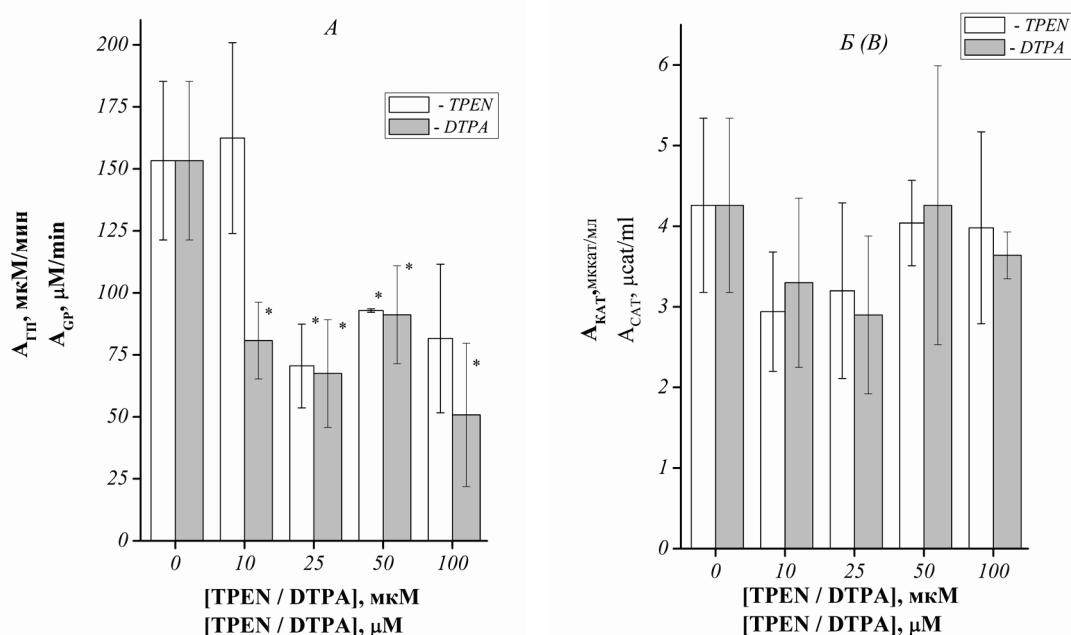 А
- TPEN
- DTPA
200
175
150
125
100
75
50
25
0
А_ГП, мкМ/мин
A_GP, μM/min
*
*
*
*
*
*
0
10
25
50
100
[TPEN / DTPA], мкМ
[TPEN / DTPA], μM
Б (B)
- TPEN
- DTPA
6
5
4
3
2
1
0
А_КАТ, мккат/мл
A_CAT, μcat/ml
0
10
25
50
100
[TPEN / DTPA], мкМ
[TPEN / DTPA], μM